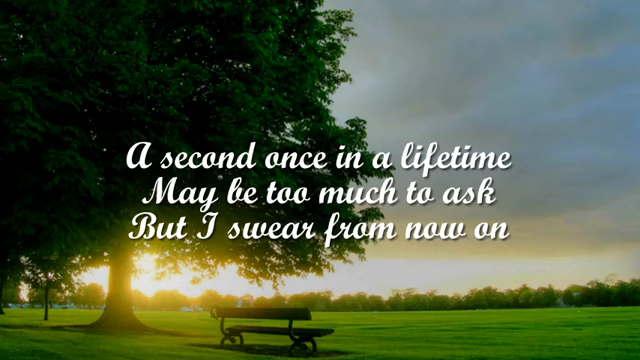 A second once in a lifetime
May be too much to ask
But I swear from now on